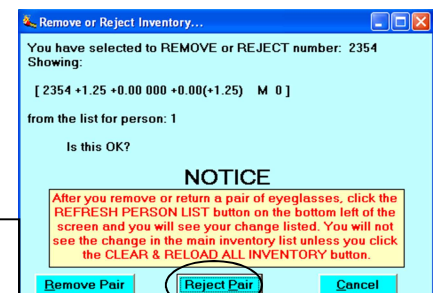 Remove or Reject Inventory...
You have selected to REMOVE or REJECT number: 2354
Showing:
[ 2354 +1.25 +0.00 000 +0.00(+1.25) M 0 ]
from the list for person: 1
Is this OK?
NOTICE
After you remove or return a pair of eyeglasses, click the
REFRESH PERSON LIST button on the bottom left of the
screen and you will see your change listed. You will not
see the change in the main inventory list unless you click
the CLEAR & RELOAD ALL INVENTORY button.
Remove Pair Reject Pair Cancel